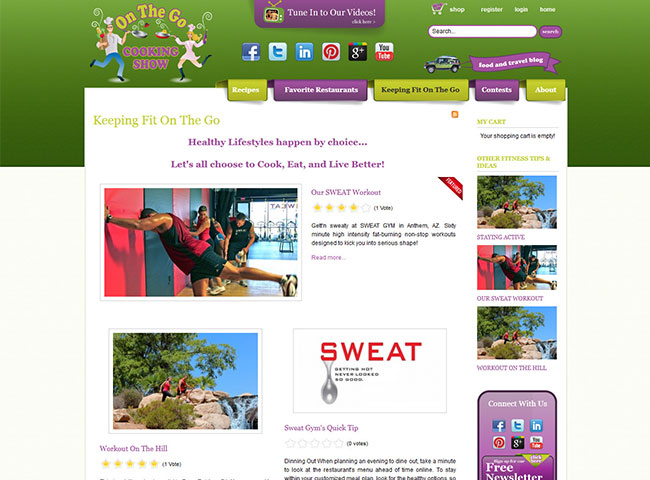 On The Go
COOKING
SHOW
Tune In to Our Videos!
click here »
shop register login home
Search... search
food and travel blog
Recipes Favorite Restaurants Keeping Fit On The Go Contests About
Keeping Fit On The Go
Healthy Lifestyles happen by choice...
Let's all choose to Cook, Eat, and Live Better!
FEATURED
Our SWEAT Workout
(1 Vote)
Gett'n sweaty at SWEAT GYM in Anthem, AZ. Sixty
minute high intensity fat-burning non-stop workouts
designed to kick you into serious shape!
Read more...
Workout On The Hill
(1 Vote)
SWEAT
GETTING HOT
NEVER LOOKED
SO GOOD.
Sweat Gym's Quick Tip
(0 votes)
Dinning Out When planning an evening to dine out, take a minute
to look at the restaurant's menu ahead of time online. To stay
within your customized meal plan, look for the healthy options so
MY CART
Your shopping cart is empty!
OTHER FITNESS TIPS &
IDEAS
STAYING ACTIVE
OUR SWEAT WORKOUT
WORKOUT ON THE HILL
Connect With Us
You
Tube
Sign up for our
click
here
Free
Newsletter